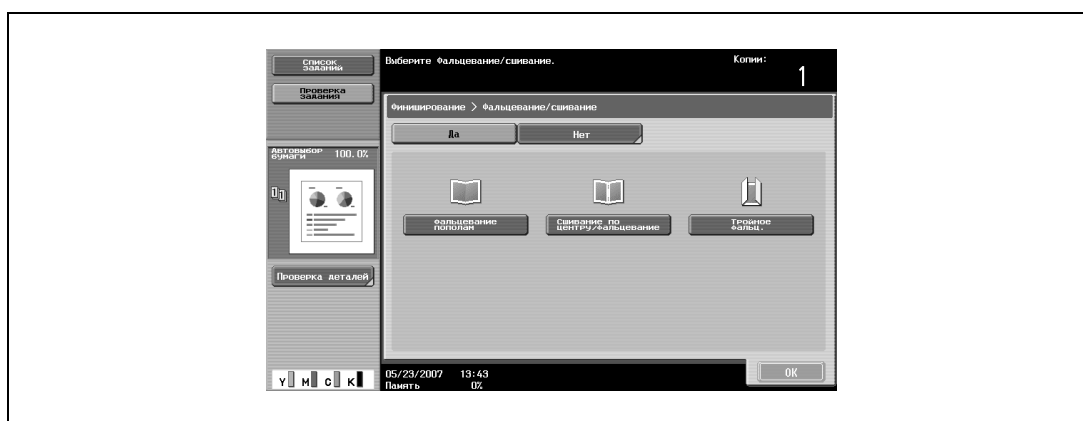 Список
заданий
Проверка
задания
Автовыбор
бумаги 100.0%
Проверка деталей
Y M C K
Выберите Фальцевание/сшивание.
Копии:
1
Финиширование > Фальцевание/сшивание
Да
Нет
Фальцевание
пополам
Сшивание по
центру/Фальцевание
Тройное
Фальц.
05/23/2007 13:43
Память 0%
OK